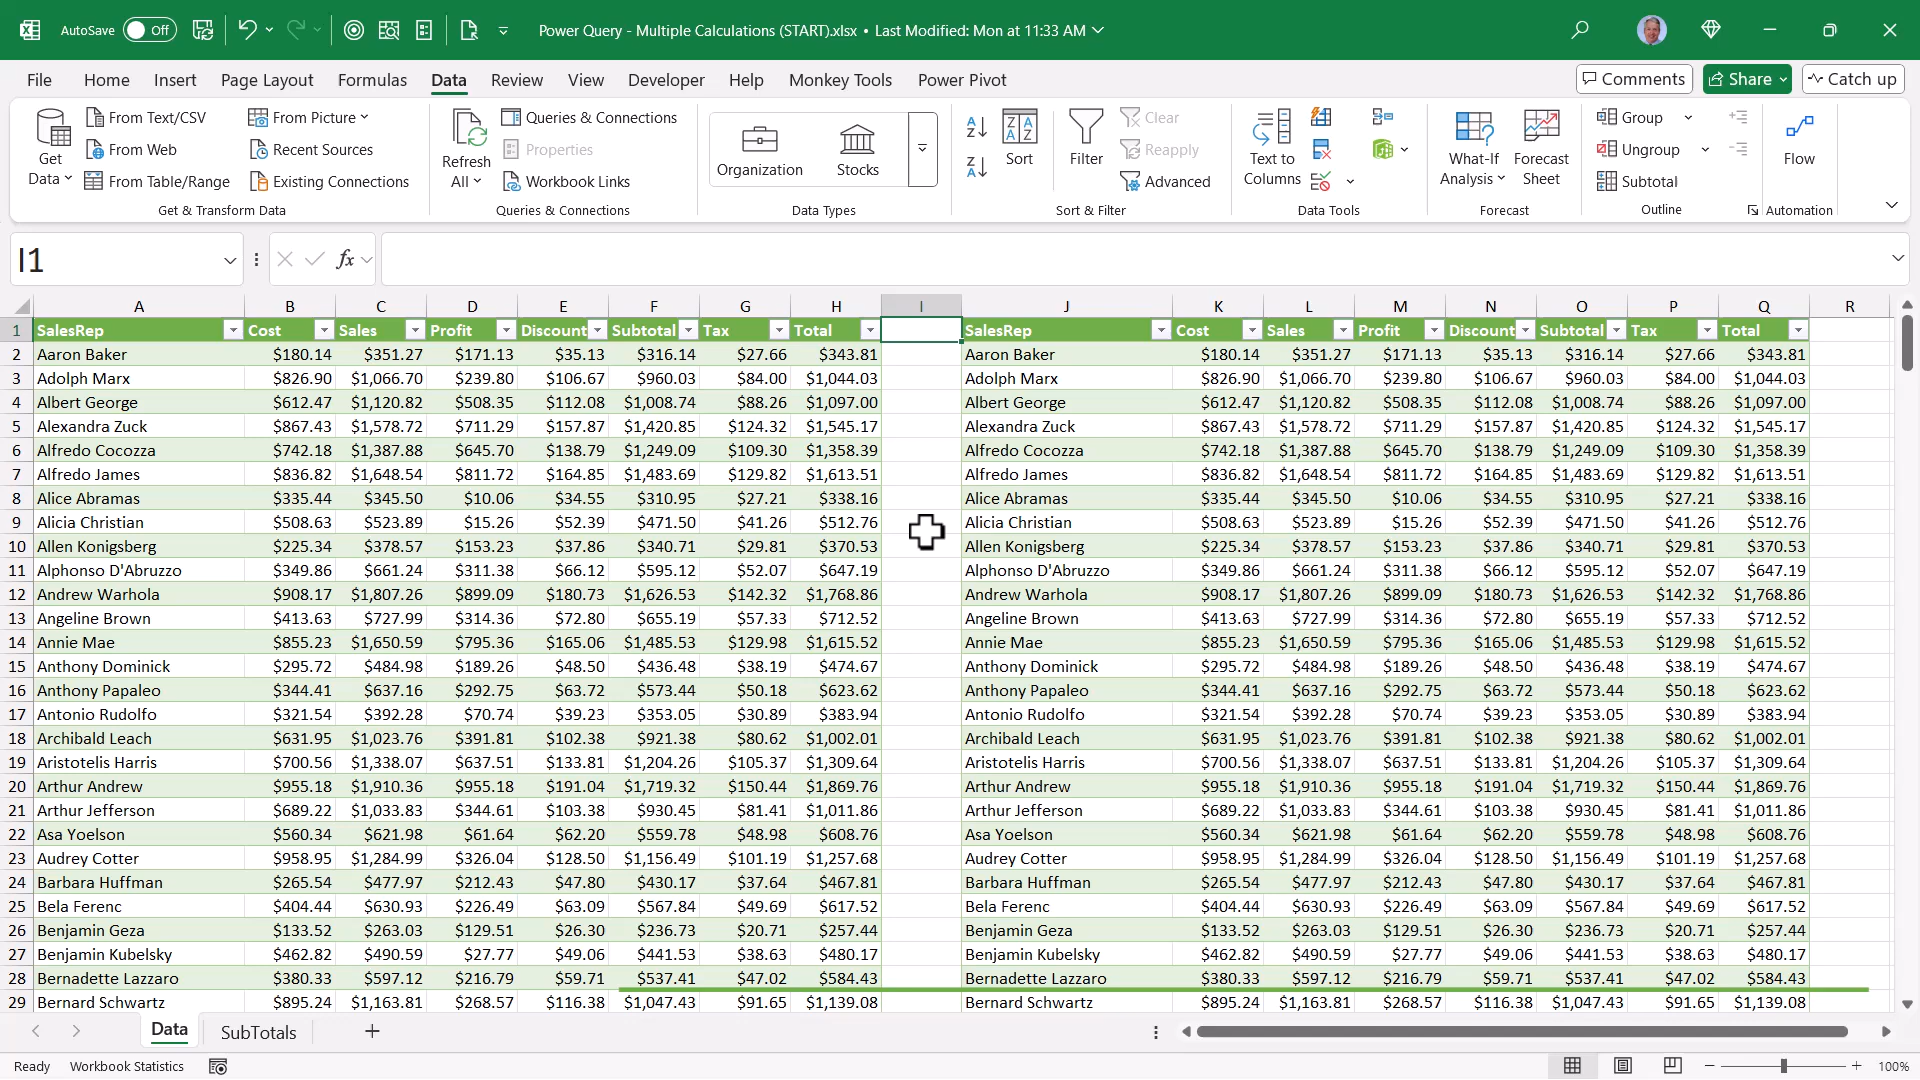 AutoSave Off Power Query - Multiple Calculations (START).xlsx • Last Modified: Mon at 11:33 AM
File Home Insert Page Layout Formulas Data Review View Developer Help Monkey Tools Power Pivot Comments Share Catch up
Get Data
From Text/CSV
From Web
From Table/Range
From Picture
Recent Sources
Existing Connections
Get & Transform Data
Refresh All
Queries & Connections
Properties
Workbook Links
Queries & Connections
Organization Stocks
Data Types
Sort
Filter
Clear
Reapply
Advanced
Sort & Filter
Text to Columns
Data Tools
What-If Analysis
Forecast Sheet
Forecast
Group
Ungroup
Subtotal
Outline
Flow
Automation
I1 fx
A B C D E F G H I J K L M N O P Q R
1 SalesRep Cost Sales Profit Discount Subtotal Tax Total SalesRep Cost Sales Profit Discount Subtotal Tax Total
2 Aaron Baker $180.14 $351.27 $171.13 $35.13 $316.14 $27.66 $343.81 Aaron Baker $180.14 $351.27 $171.13 $35.13 $316.14 $27.66 $343.81
3 Adolph Marx $826.90 $1,066.70 $239.80 $106.67 $960.03 $84.00 $1,044.03 Adolph Marx $826.90 $1,066.70 $239.80 $106.67 $960.03 $84.00 $1,044.03
4 Albert George $612.47 $1,120.82 $508.35 $112.08 $1,008.74 $88.26 $1,097.00 Albert George $612.47 $1,120.82 $508.35 $112.08 $1,008.74 $88.26 $1,097.00
5 Alexandra Zuck $867.43 $1,578.72 $711.29 $157.87 $1,420.85 $124.32 $1,545.17 Alexandra Zuck $867.43 $1,578.72 $711.29 $157.87 $1,420.85 $124.32 $1,545.17
6 Alfredo Cocozza $742.18 $1,387.88 $645.70 $138.79 $1,249.09 $109.30 $1,358.39 Alfredo Cocozza $742.18 $1,387.88 $645.70 $138.79 $1,249.09 $109.30 $1,358.39
7 Alfredo James $836.82 $1,648.54 $811.72 $164.85 $1,483.69 $129.82 $1,613.51 Alfredo James $836.82 $1,648.54 $811.72 $164.85 $1,483.69 $129.82 $1,613.51
8 Alice Abramas $335.44 $345.50 $10.06 $34.55 $310.95 $27.21 $338.16 Alice Abramas $335.44 $345.50 $10.06 $34.55 $310.95 $27.21 $338.16
9 Alicia Christian $508.63 $523.89 $15.26 $52.39 $471.50 $41.26 $512.76 Alicia Christian $508.63 $523.89 $15.26 $52.39 $471.50 $41.26 $512.76
10 Allen Konigsberg $225.34 $378.57 $153.23 $37.86 $340.71 $29.81 $370.53 Allen Konigsberg $225.34 $378.57 $153.23 $37.86 $340.71 $29.81 $370.53
11 Alphonso D'Abruzzo $349.86 $661.24 $311.38 $66.12 $595.12 $52.07 $647.19 Alphonso D'Abruzzo $349.86 $661.24 $311.38 $66.12 $595.12 $52.07 $647.19
12 Andrew Warhola $908.17 $1,807.26 $899.09 $180.73 $1,626.53 $142.32 $1,768.86 Andrew Warhola $908.17 $1,807.26 $899.09 $180.73 $1,626.53 $142.32 $1,768.86
13 Angeline Brown $413.63 $727.99 $314.36 $72.80 $655.19 $57.33 $712.52 Angeline Brown $413.63 $727.99 $314.36 $72.80 $655.19 $57.33 $712.52
14 Annie Mae $855.23 $1,650.59 $795.36 $165.06 $1,485.53 $129.98 $1,615.52 Annie Mae $855.23 $1,650.59 $795.36 $165.06 $1,485.53 $129.98 $1,615.52
15 Anthony Dominick $295.72 $484.98 $189.26 $48.50 $436.48 $38.19 $474.67 Anthony Dominick $295.72 $484.98 $189.26 $48.50 $436.48 $38.19 $474.67
16 Anthony Papaleo $344.41 $637.16 $292.75 $63.72 $573.44 $50.18 $623.62 Anthony Papaleo $344.41 $637.16 $292.75 $63.72 $573.44 $50.18 $623.62
17 Antonio Rudolfo $321.54 $392.28 $70.74 $39.23 $353.05 $30.89 $383.94 Antonio Rudolfo $321.54 $392.28 $70.74 $39.23 $353.05 $30.89 $383.94
18 Archibald Leach $631.95 $1,023.76 $391.81 $102.38 $921.38 $80.62 $1,002.01 Archibald Leach $631.95 $1,023.76 $391.81 $102.38 $921.38 $80.62 $1,002.01
19 Aristotelis Harris $700.56 $1,338.07 $637.51 $133.81 $1,204.26 $105.37 $1,309.64 Aristotelis Harris $700.56 $1,338.07 $637.51 $133.81 $1,204.26 $105.37 $1,309.64
20 Arthur Andrew $955.18 $1,910.36 $955.18 $191.04 $1,719.32 $150.44 $1,869.76 Arthur Andrew $955.18 $1,910.36 $955.18 $191.04 $1,719.32 $150.44 $1,869.76
21 Arthur Jefferson $689.22 $1,033.83 $344.61 $103.38 $930.45 $81.41 $1,011.86 Arthur Jefferson $689.22 $1,033.83 $344.61 $103.38 $930.45 $81.41 $1,011.86
22 Asa Yoelson $560.34 $621.98 $61.64 $62.20 $559.78 $48.98 $608.76 Asa Yoelson $560.34 $621.98 $61.64 $62.20 $559.78 $48.98 $608.76
23 Audrey Cotter $958.95 $1,284.99 $326.04 $128.50 $1,156.49 $101.19 $1,257.68 Audrey Cotter $958.95 $1,284.99 $326.04 $128.50 $1,156.49 $101.19 $1,257.68
24 Barbara Huffman $265.54 $477.97 $212.43 $47.80 $430.17 $37.64 $467.81 Barbara Huffman $265.54 $477.97 $212.43 $47.80 $430.17 $37.64 $467.81
25 Bela Ferenc $404.44 $630.93 $226.49 $63.09 $567.84 $49.69 $617.52 Bela Ferenc $404.44 $630.93 $226.49 $63.09 $567.84 $49.69 $617.52
26 Benjamin Geza $133.52 $263.03 $129.51 $26.30 $236.73 $20.71 $257.44 Benjamin Geza $133.52 $263.03 $129.51 $26.30 $236.73 $20.71 $257.44
27 Benjamin Kubelsky $462.82 $490.59 $27.77 $49.06 $441.53 $38.63 $480.17 Benjamin Kubelsky $462.82 $490.59 $27.77 $49.06 $441.53 $38.63 $480.17
28 Bernadette Lazzaro $380.33 $597.12 $216.79 $59.71 $537.41 $47.02 $584.43 Bernadette Lazzaro $380.33 $597.12 $216.79 $59.71 $537.41 $47.02 $584.43
29 Bernard Schwartz $895.24 $1,163.81 $268.57 $116.38 $1,047.43 $91.65 $1,139.08 Bernard Schwartz $895.24 $1,163.81 $268.57 $116.38 $1,047.43 $91.65 $1,139.08
Data SubTotals
Ready Workbook Statistics 100%